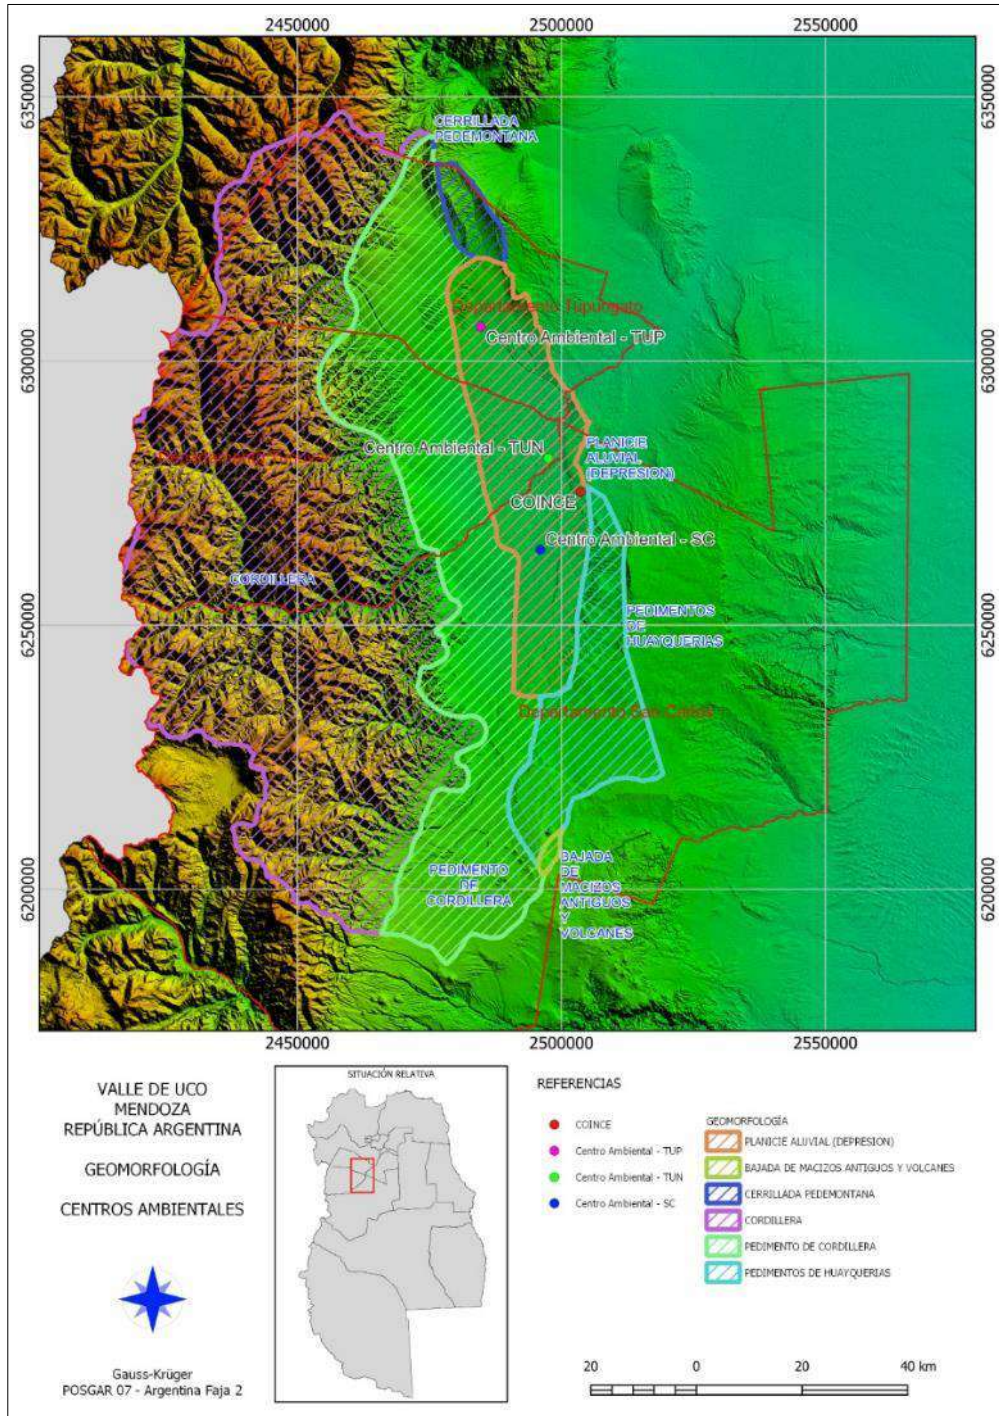 2450000 2500000 2550000
6350000 6350000
CERRILLADA
PEDEMONTANA
Departamento Tupungato
Centro Ambiental - TUP
6300000 6300000
Centro Ambiental - TUN
PLANICIE
ALUVIAL
(DEPRESION)
COINCE
Centro Ambiental - SC
CORDILLERA
PEDIMENTOS
DE
HUAYQUERIAS
6250000 6250000
Departamento San Carlos
PEDIMENTO
DE
CORDILLERA
BAJADA
DE
MACIZOS
ANTIGUOS
Y
VOLCANES
6200000 6200000
2450000 2500000 2550000
VALLE DE UCO
MENDOZA
REPÚBLICA ARGENTINA
GEOMORFOLOGÍA
CENTROS AMBIENTALES
Gauss-Krüger
POSGAR 07 - Argentina Faja 2
SITUACIÓN RELATIVA
REFERENCIAS
COINCE
Centro Ambiental - TUP
Centro Ambiental - TUN
Centro Ambiental - SC
GEOMORFOLOGÍA
PLANICIE ALUVIAL (DEPRESION)
BAJADA DE MACIZOS ANTIGUOS Y VOLCANES
CERRILLADA PEDEMONTANA
CORDILLERA
PEDIMENTO DE CORDILLERA
PEDIMENTOS DE HUAYQUERIAS
20 0 20 40 km